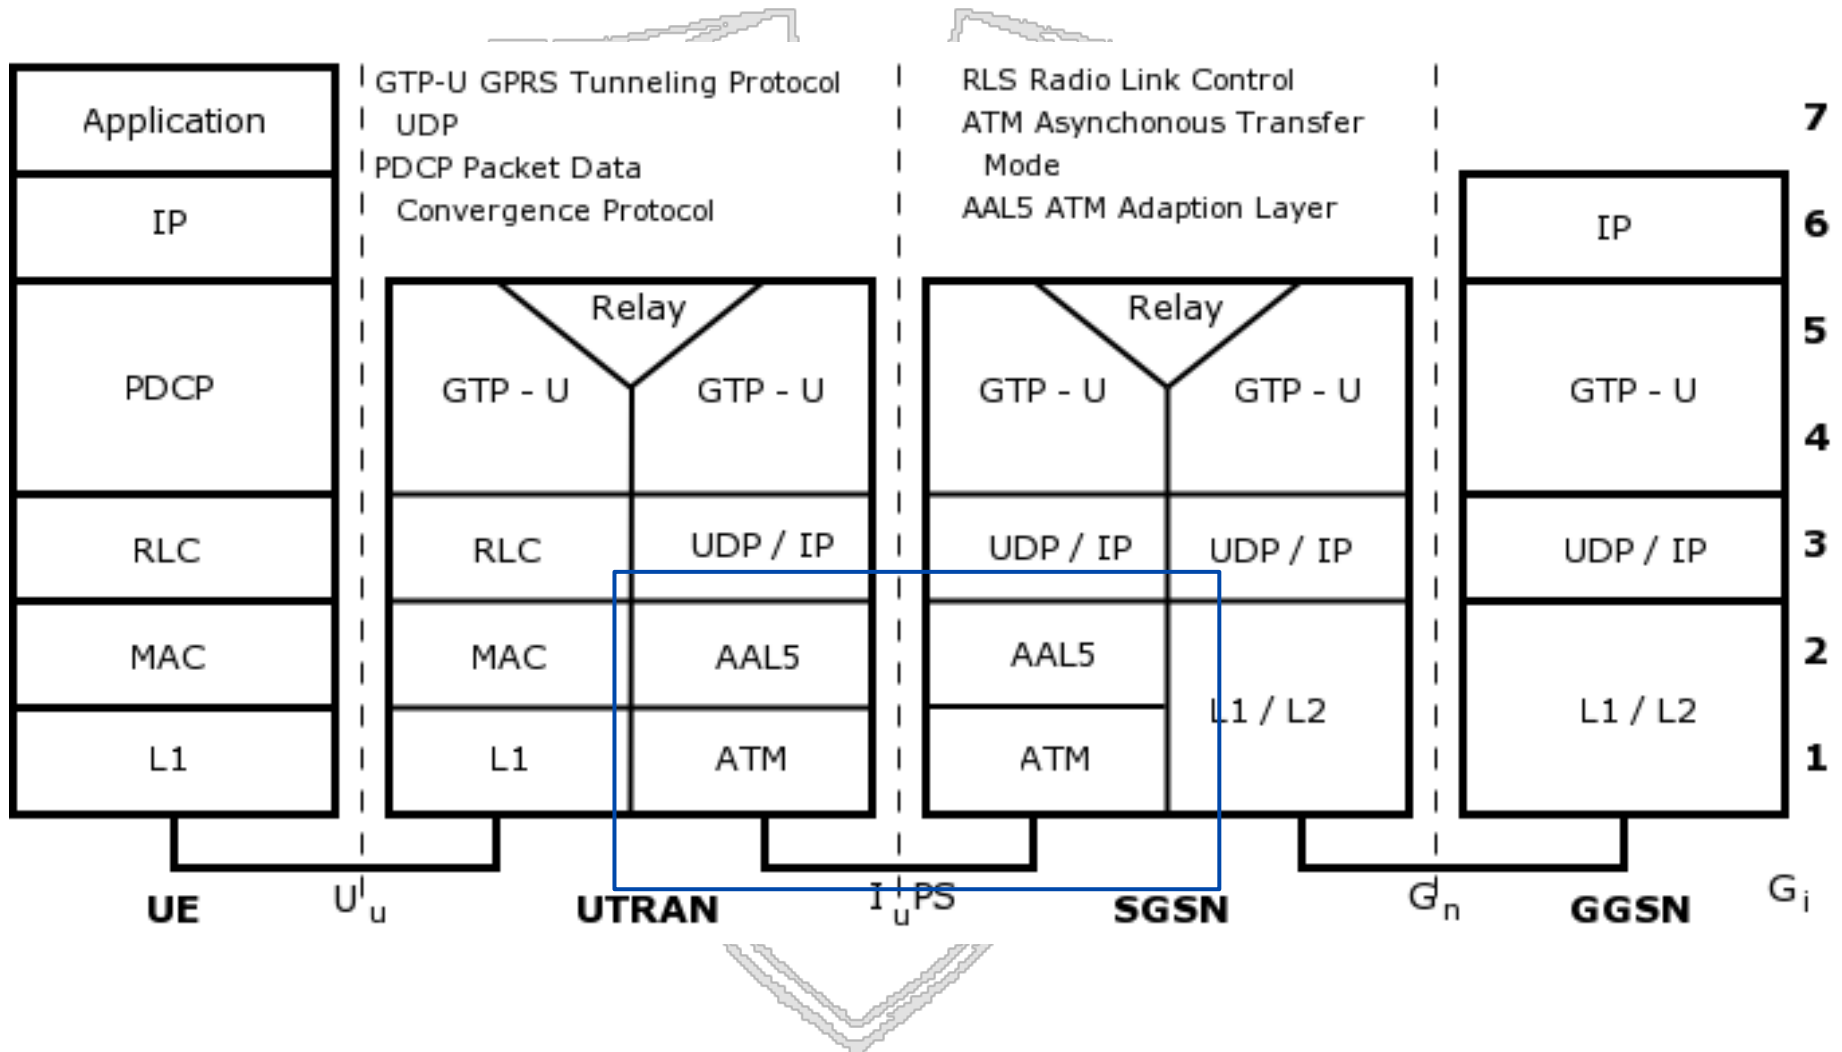 GTP-U GPRS Tunneling Protocol
UDP
PDCP Packet Data
Convergence Protocol
RLS Radio Link Control
ATM Asynchonous Transfer
Mode
AAL5 ATM Adaption Layer
Application
IP
PDCP
RLC
MAC
L1
Relay
GTP - U
GTP - U
RLC
UDP / IP
MAC
AAL5
L1
ATM
Relay
GTP - U
GTP - U
UDP / IP
UDP / IP
AAL5
L1 / L2
ATM
IP
GTP - U
UDP / IP
L1 / L2
7
6
5
4
3
2
1
UE
Uu
UTRAN
IuPS
SGSN
Gn
GGSN
Gi